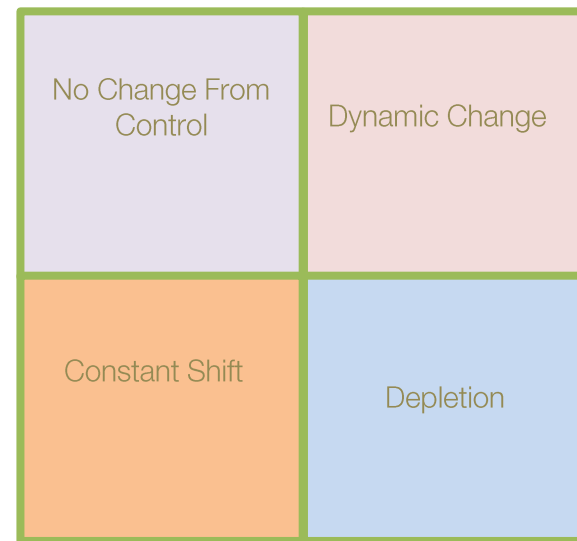 No Change From
Control
Dynamic Change
Constant Shift
Depletion